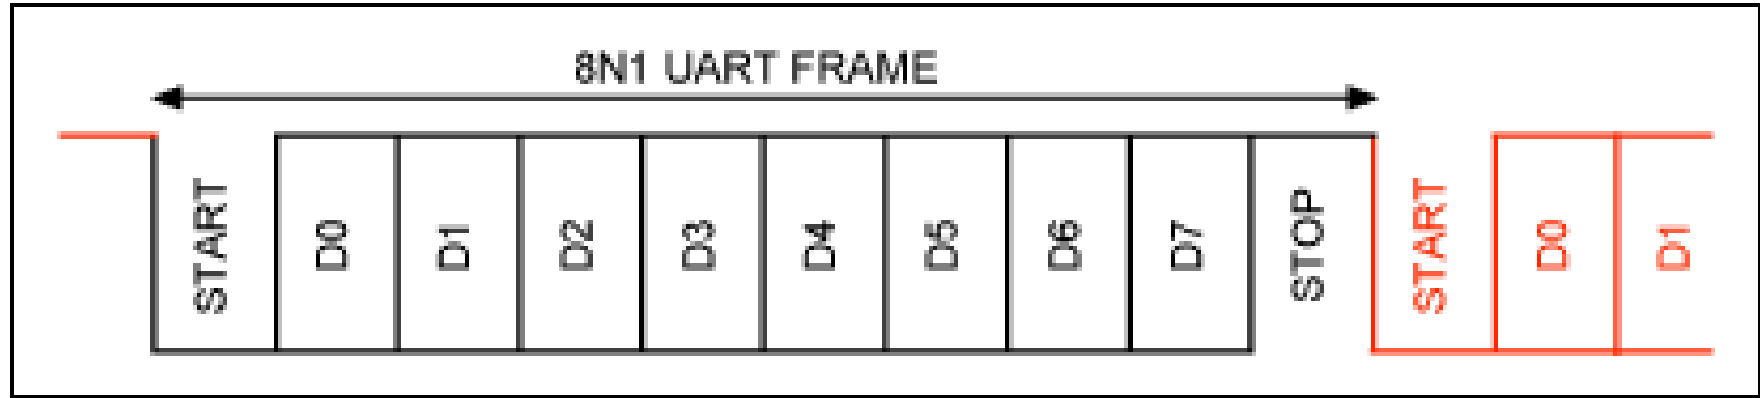 8N1 UART FRAME
START D0 D1 D2 D3 D4 D5 D6 D7 STOP START D0 D1